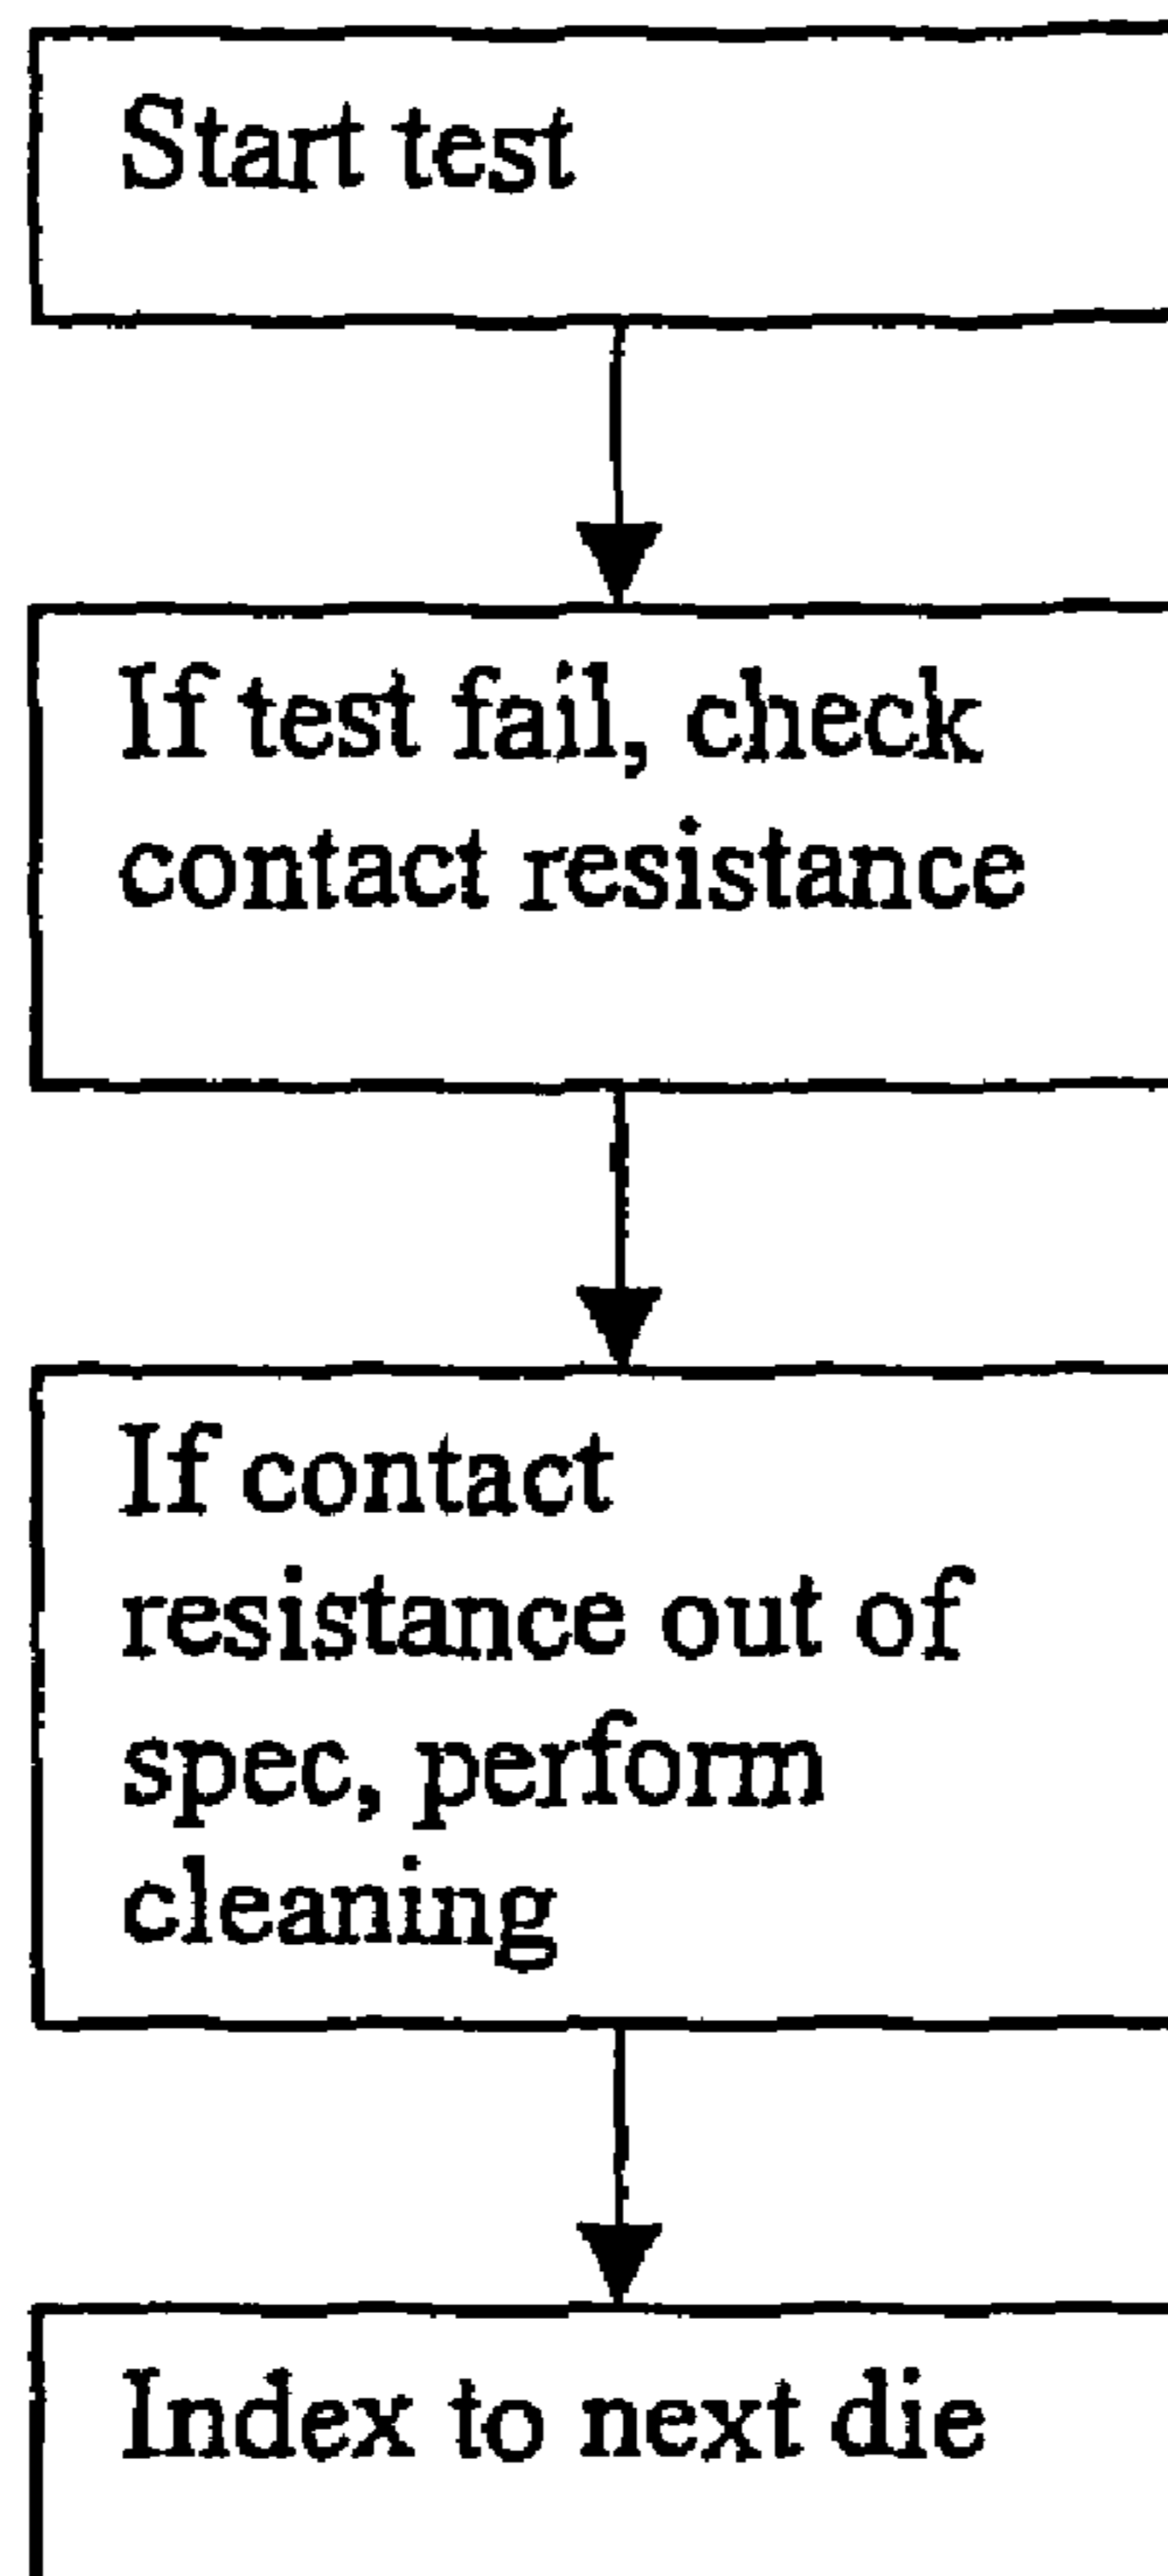 Start test
If test fail, check
contact resistance
If contact
resistance out of
spec, perform
cleaning
Index to next die